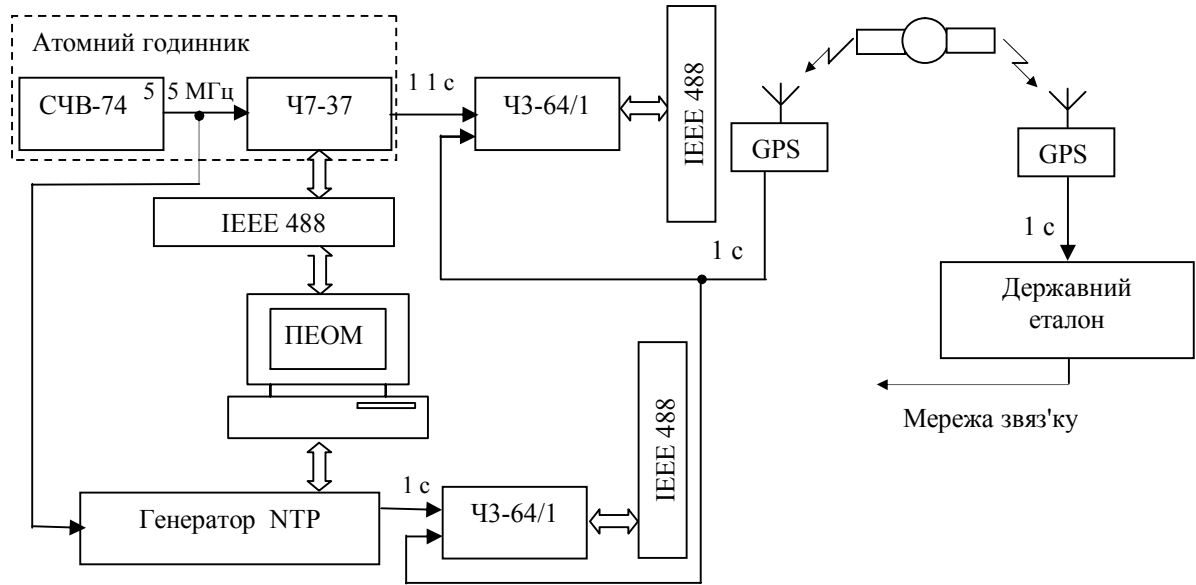 Атомний годинник
СЧВ-74
5 5 МГц
Ч7-37
1 1 с
Ч3-64/1
IEEE 488
GPS
GPS
IEEE 488
1 с
1 с
Державний
еталон
ПЕОМ
IEEE 488
Мережа звяз'ку
1 с
Генератор NTP
Ч3-64/1